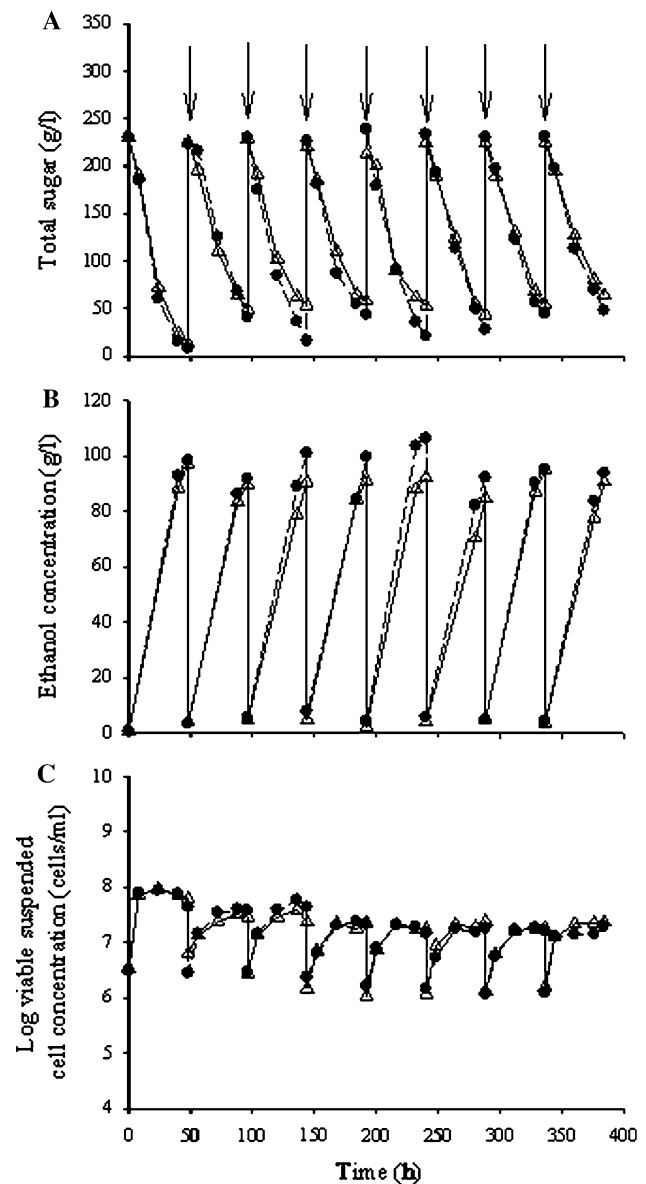 A
Total sugar (g/l)
350
300
250
200
150
100
50
0
B
Ethanol concentration (g/l)
120
100
80
60
40
20
0
C
Log viable suspended
cell concentration (cells/ml)
10
9
8
7
6
5
4
0 50 100 150 200 250 300 350 400
Time (h)